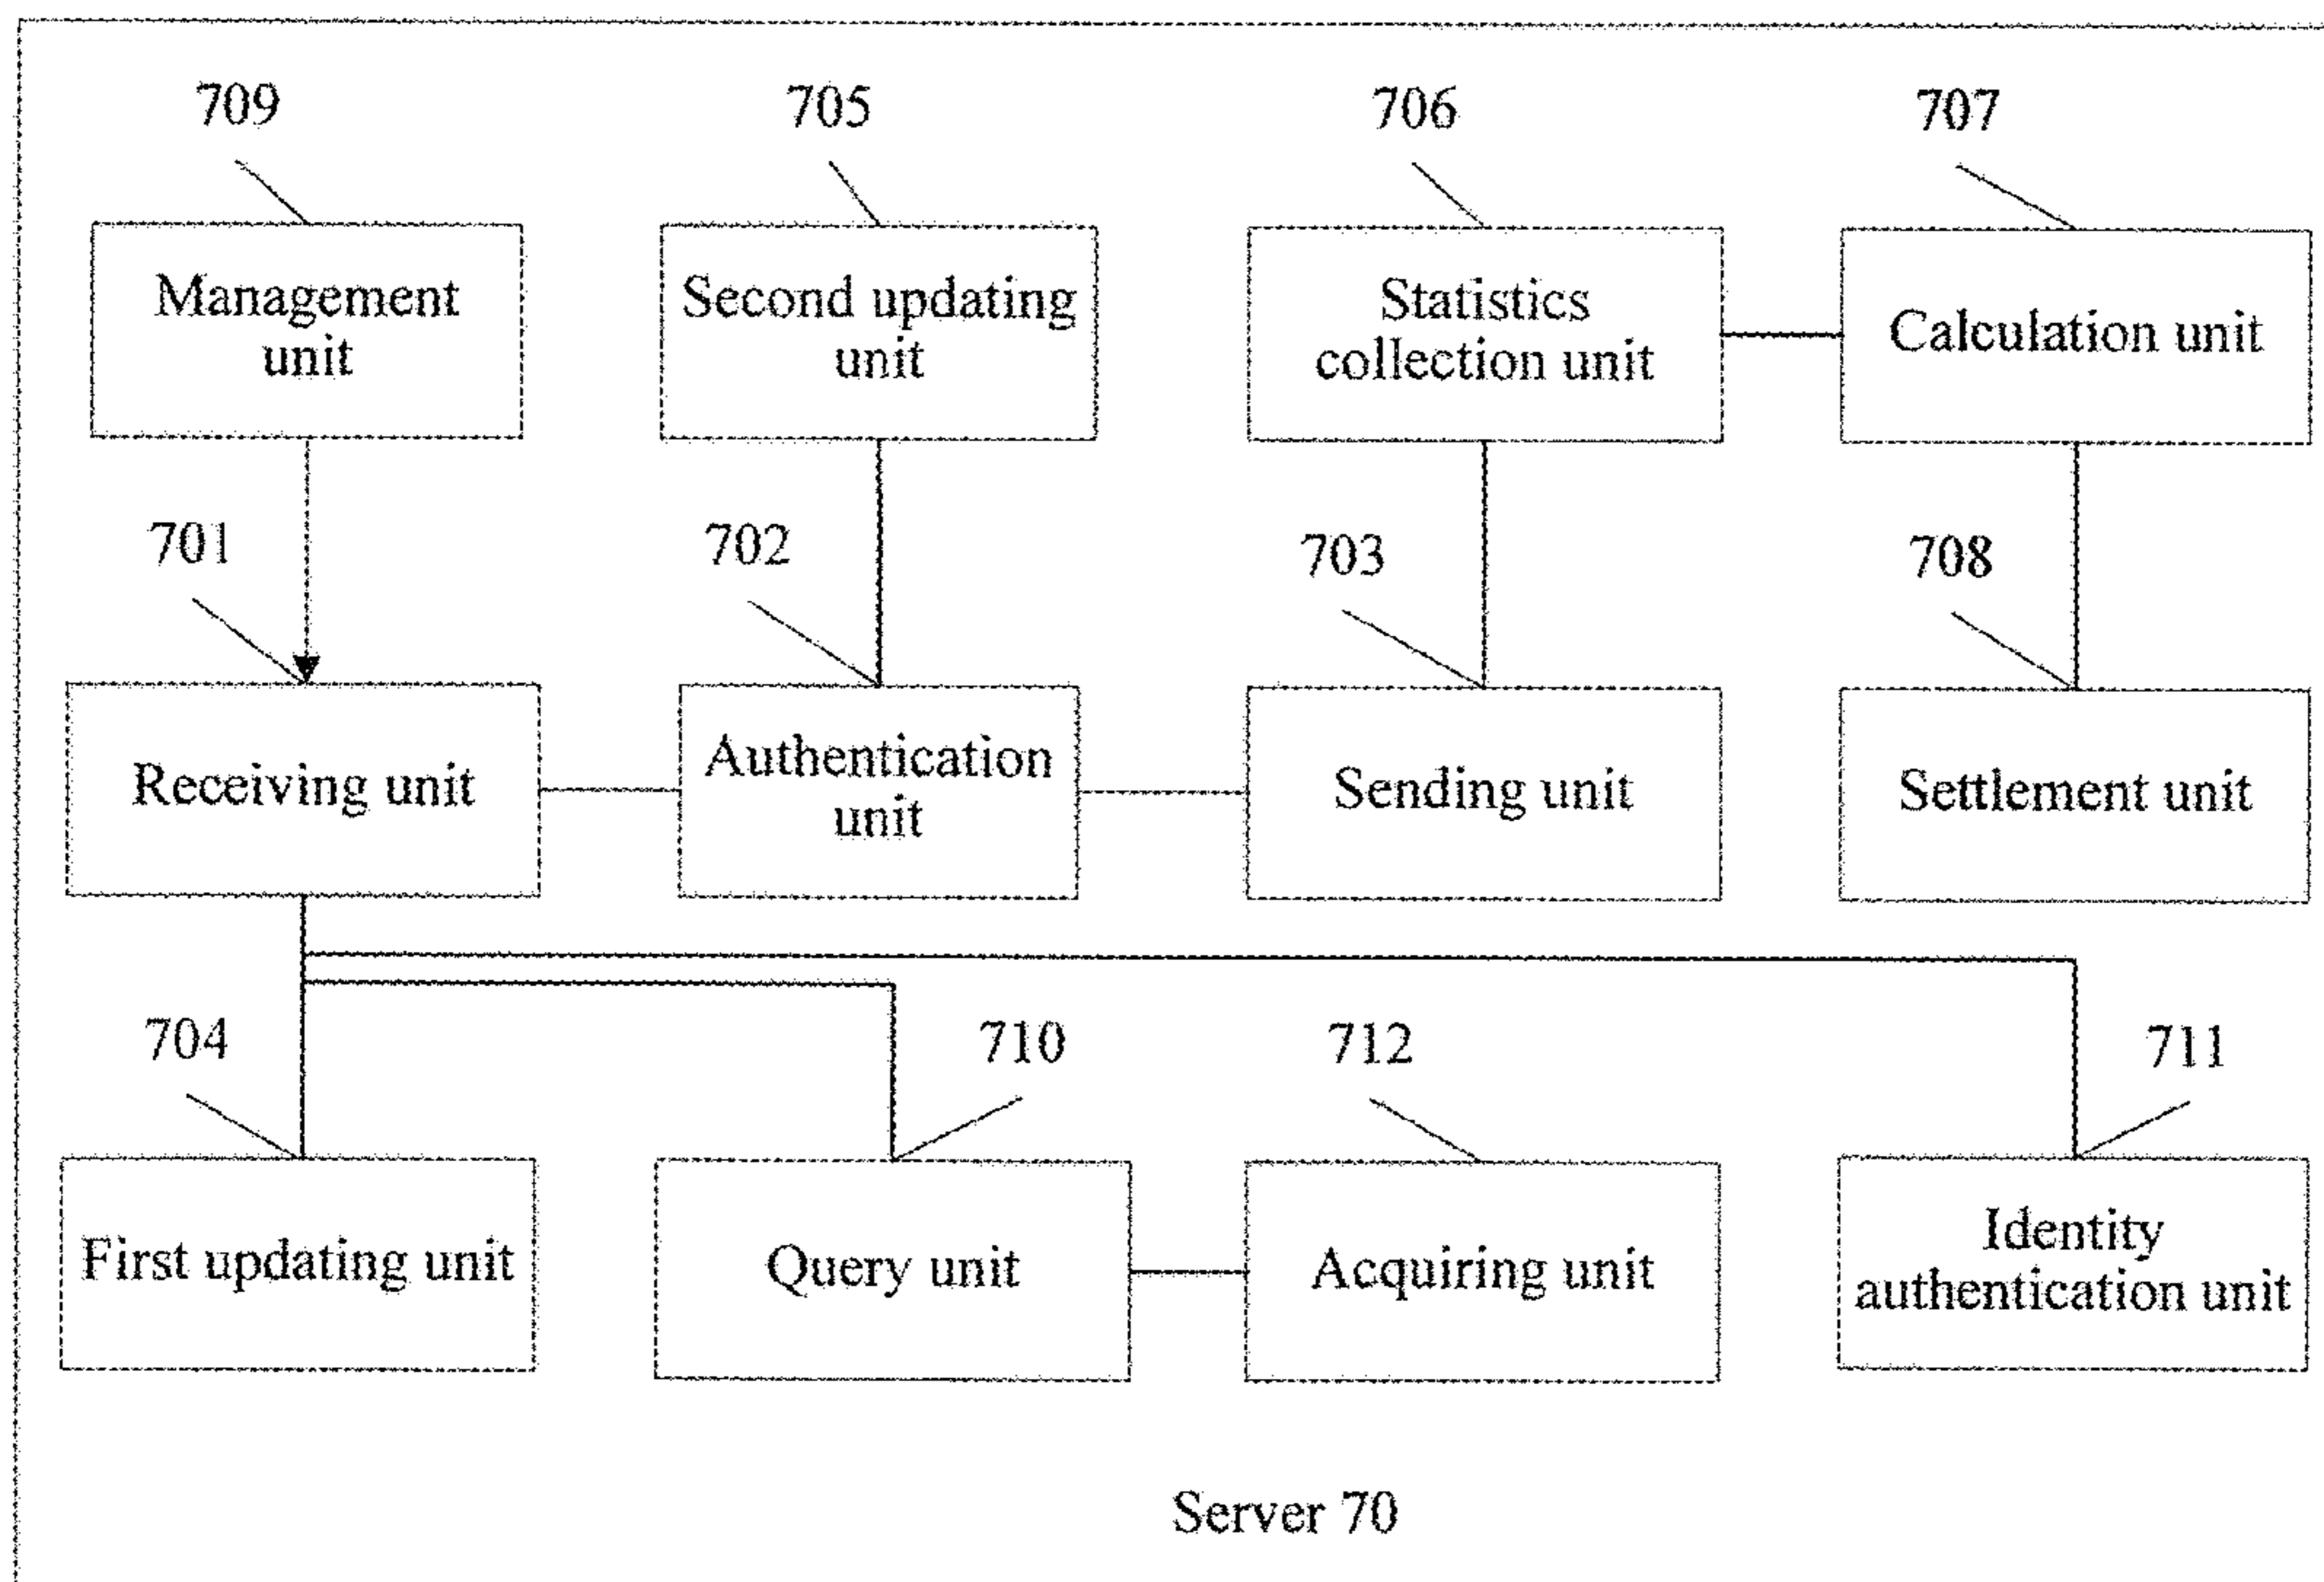 709
705
706
707
Management
unit
Second updating
unit
Statistics
collection unit
Calculation unit
701
702
703
708
Receiving unit
Authentication
unit
Sending unit
Settlement unit
704
710
712
711
First updating unit
Query unit
Acquiring unit
Identity
authentication unit
Server 70